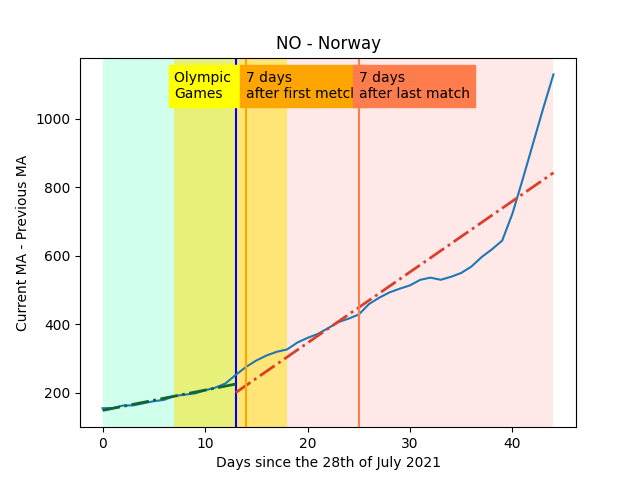 NO - Norway
Olympic
Games
7 days
after first metch
7 days
after last match
Current MA - Previous MA
1000
800
600
400
200
0
10
20
30
40
Days since the 28th of July 2021